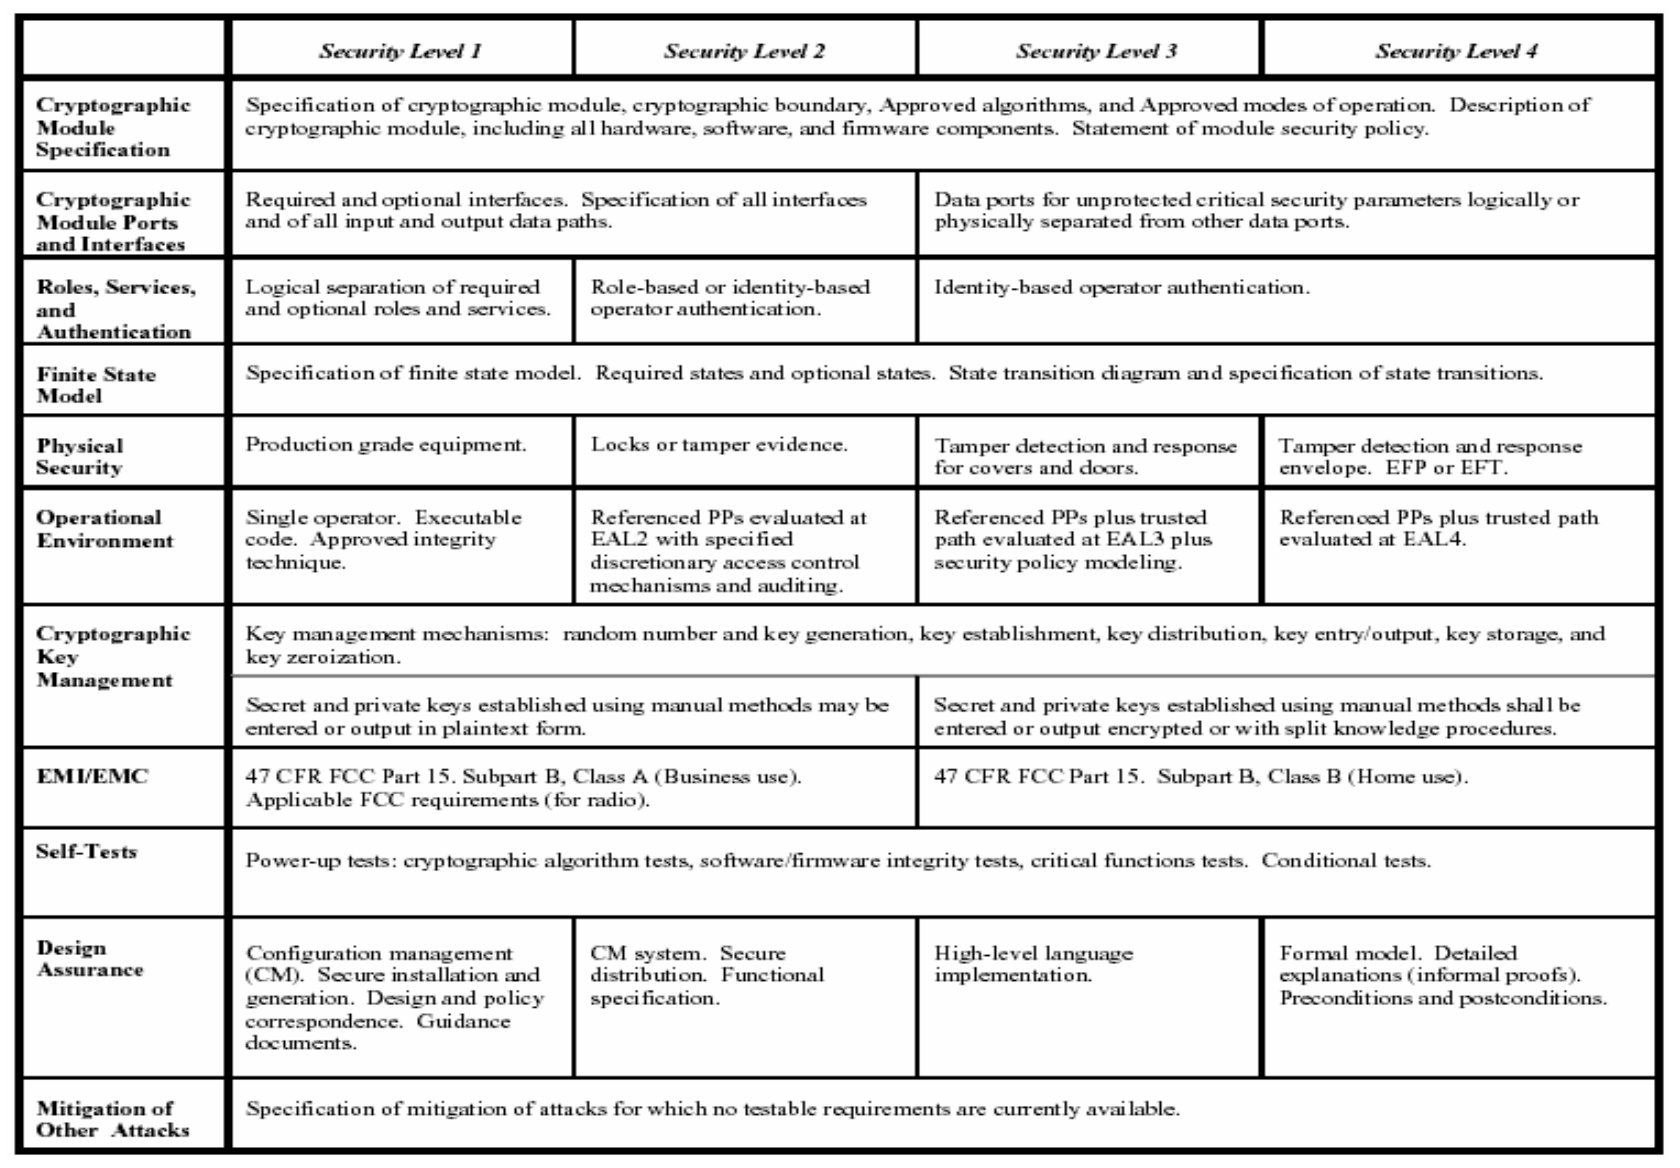 Security Level 1
Security Level 2
Security Level 3
Security Level 4
Cryptographic
Module
Specification
Specification of cryptographic module, cryptographic boundary, Approved algorithms, and Approved modes of operation. Description of
cryptographic module, including all hardware, software, and firmware components. Statement of module security policy.
Cryptographic
Module Ports
and Interfaces
Required and optional interfaces. Specification of all interfaces
and of all input and output data paths.
Data ports for unprotected critical security parameters logically or
physically separated from other data ports.
Roles, Services,
and
Authentication
Logical separation of required
and optional roles and services.
Role-based or identity-based
operator authentication.
Identity-based operator authentication.
Finite State
Model
Specification of finite state model. Required states and optional states. State transition diagram and specification of state transitions.
Physical
Security
Production grade equipment.
Locks or tamper evidence.
Tamper detection and response
for covers and doors.
Tamper detection and response
envelope. EFP or EFT.
Operational
Environment
Single operator. Executable
code. Approved integrity
technique.
Referenced PPs evaluated at
EAL2 with specified
discretionary access control
mechanisms and auditing.
Referenced PPs plus trusted
path evaluated at EAL3 plus
security policy modeling.
Referenced PPs plus trusted path
evaluated at EAL4.
Cryptographic
Key
Management
Key management mechanisms: random number and key generation, key establishment, key distribution, key entry/output, key storage, and
key zeroization.
Secret and private keys established using manual methods may be
entered or output in plaintext form.
Secret and private keys established using manual methods shall be
entered or output encrypted or with split knowledge procedures.
EMI/EMC
47 CFR FCC Part 15. Subpart B, Class A (Business use).
Applicable FCC requirements (for radio).
47 CFR FCC Part 15. Subpart B, Class B (Home use).
Self-Tests
Power-up tests: cryptographic algorithm tests, software/firmware integrity tests, critical functions tests. Conditional tests.
Design
Assurance
Configuration management
(CM). Secure installation and
generation. Design and policy
correspondence. Guidance
documents.
CM system. Secure
distribution. Functional
specification.
High-level language
implementation.
Formal model. Detailed
explanations (informal proofs).
Preconditions and postconditions.
Mitigation of
Other Attacks
Specification of mitigation of attacks for which no testable requirements are currently available.